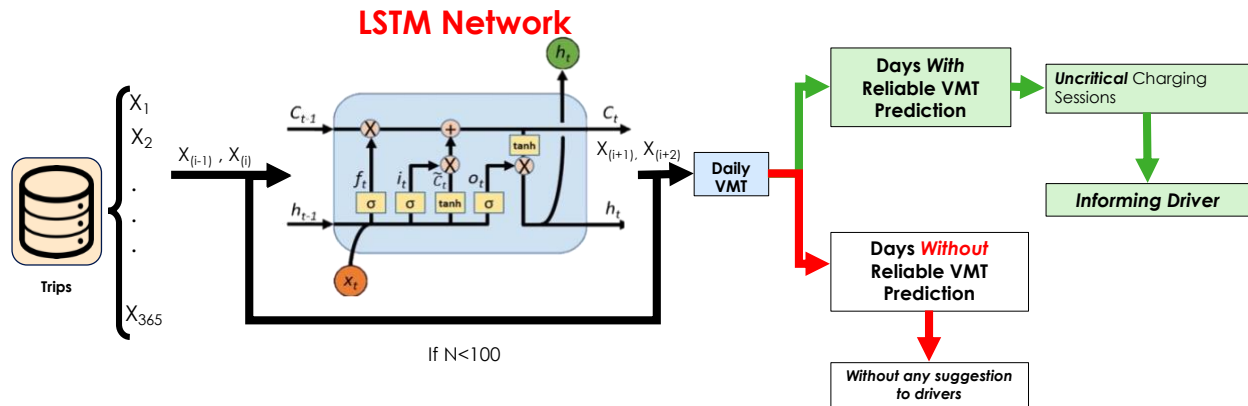 LSTM Network
X1
X2
.
.
.
X365
Trips
X(i-1) , X(i)
ht
Ct-1
X
+
Ct
tanh
X
X
ft
it
C̃t
ot
σ
σ
tanh
σ
ht-1
ht
xt
If N<100
X(i+1), X(i+2)
Daily
VMT
Days With
Reliable VMT
Prediction
Uncritical Charging
Sessions
Informing Driver
Days Without
Reliable VMT
Prediction
Without any suggestion
to drivers